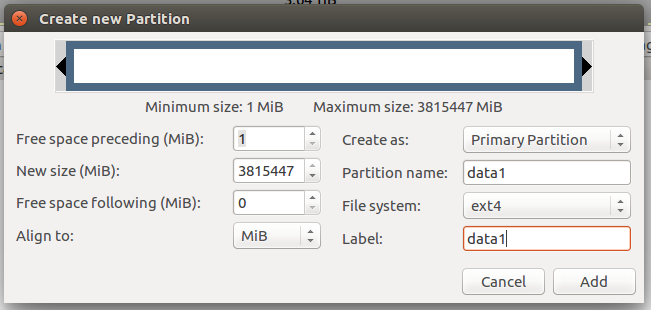 Create new Partition
Minimum size: 1 MiB Maximum size: 3815447 MiB
Free space preceding (MiB): 1 Create as: Primary Partition
New size (MiB): 3815447 Partition name: data1
Free space following (MiB): 0 File system: ext4
Align to: MiB Label: data1
Cancel Add